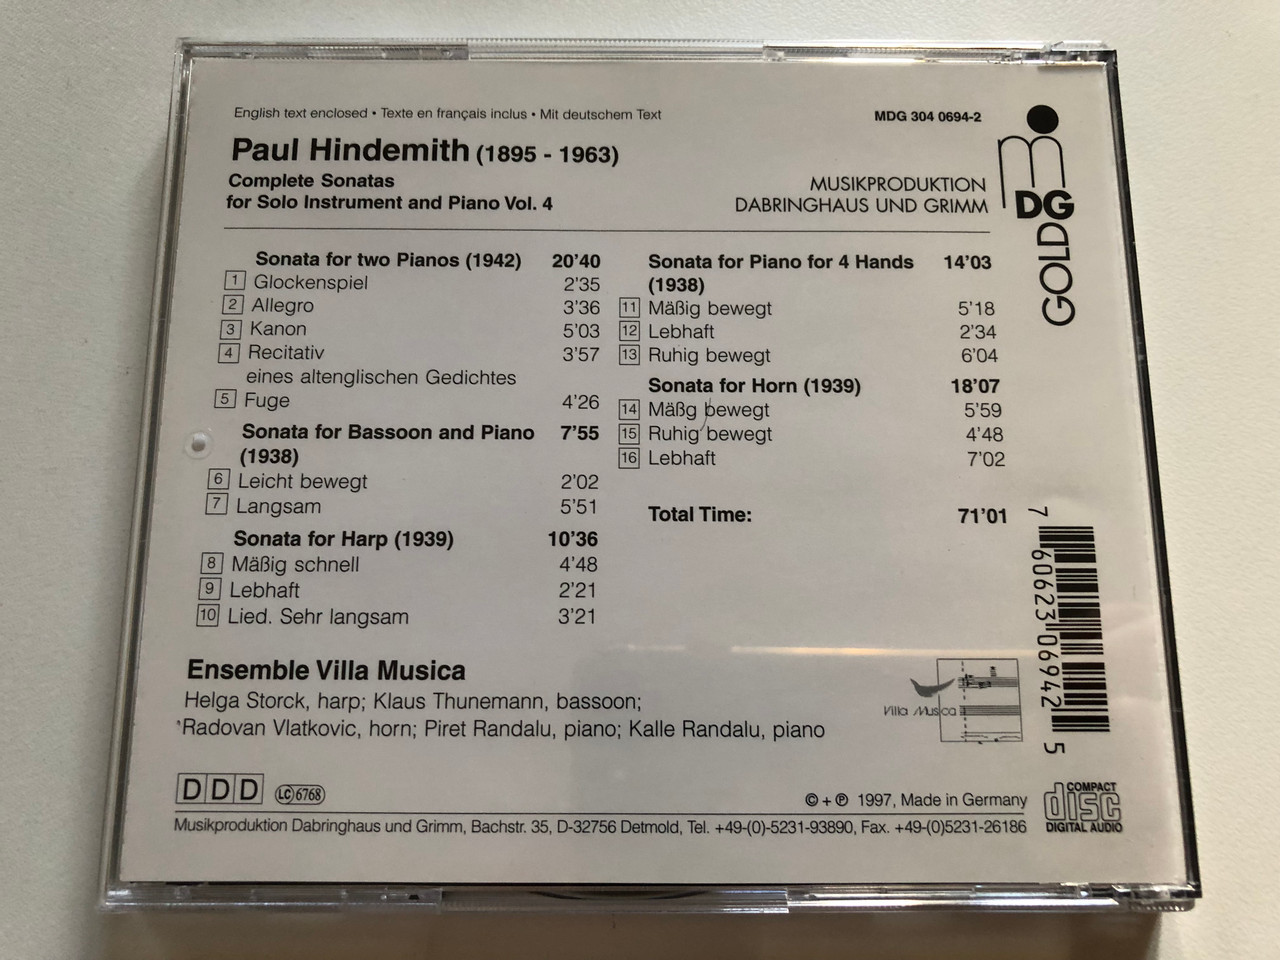 English text enclosed • Texte en français inclus • Mit deutschem Text
MDG 304 0694-2
Paul Hindemith (1895 - 1963)
Complete Sonatas
for Solo Instrument and Piano Vol. 4
MUSIKPRODUKTION
DABRINGHAUS UND GRIMM
MDG
GOLD
Sonata for two Pianos (1942) 20'40
1 Glockenspiel 2'35
2 Allegro 3'36
3 Kanon 5'03
4 Recitativ 3'57
eines altenglischen Gedichtes
5 Fuge 4'26
Sonata for Bassoon and Piano 7'55
(1938)
6 Leicht bewegt 2'02
7 Langsam 5'51
Sonata for Harp (1939) 10'36
8 Mäßig schnell 4'48
9 Lebhaft 2'21
10 Lied. Sehr langsam 3'21
Sonata for Piano for 4 Hands 14'03
(1938)
11 Mäßig bewegt 5'18
12 Lebhaft 2'34
13 Ruhig bewegt 6'04
Sonata for Horn (1939) 18'07
14 Mäßg bewegt 5'59
15 Ruhig bewegt 4'48
16 Lebhaft 7'02
Total Time: 71'01
7 60623 06942 5
Ensemble Villa Musica
Helga Storck, harp; Klaus Thunemann, bassoon;
Radovan Vlatkovic, horn; Piret Randalu, piano; Kalle Randalu, piano
Villa Musica
DDD
LC 6768
© + ℗ 1997, Made in Germany
COMPACT
disc
DIGITAL AUDIO
Musikproduktion Dabringhaus und Grimm, Bachstr. 35, D-32756 Detmold, Tel. +49-(0)-5231-93890, Fax. +49-(0)5231-26186